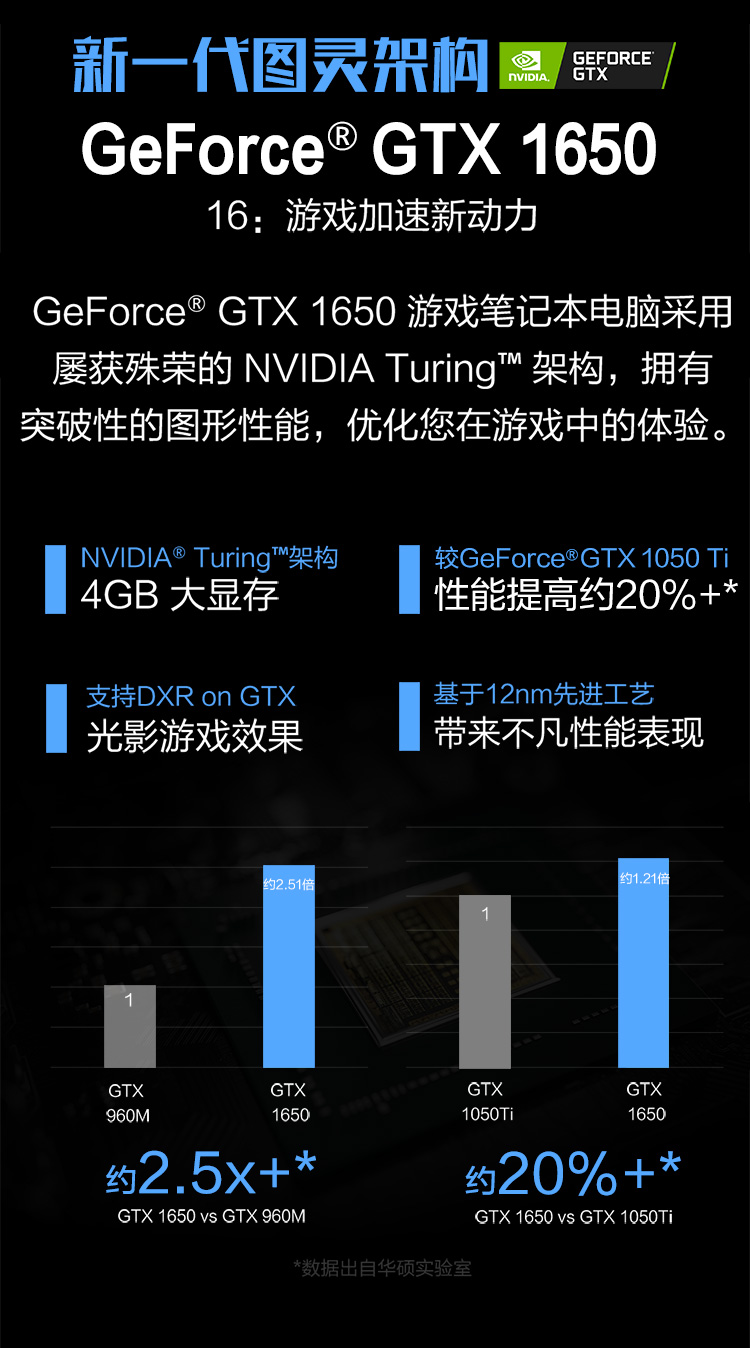 新一代图灵架构
NVIDIA.
GEFORCE®
GTX
GeForce® GTX 1650
16：游戏加速新动力
GeForce® GTX 1650 游戏笔记本电脑采用
屡获殊荣的 NVIDIA Turing™ 架构，拥有
突破性的图形性能，优化您在游戏中的体验。
NVIDIA® Turing™架构
4GB 大显存
较GeForce®GTX 1050 Ti
性能提高约20%+*
支持DXR on GTX
光影游戏效果
基于12nm先进工艺
带来不凡性能表现
1
约2.51倍
GTX
960M
GTX
1650
约2.5x+*
GTX 1650 vs GTX 960M
1
约1.21倍
GTX
1050Ti
GTX
1650
约20%+*
GTX 1650 vs GTX 1050Ti
*数据出自华硕实验室